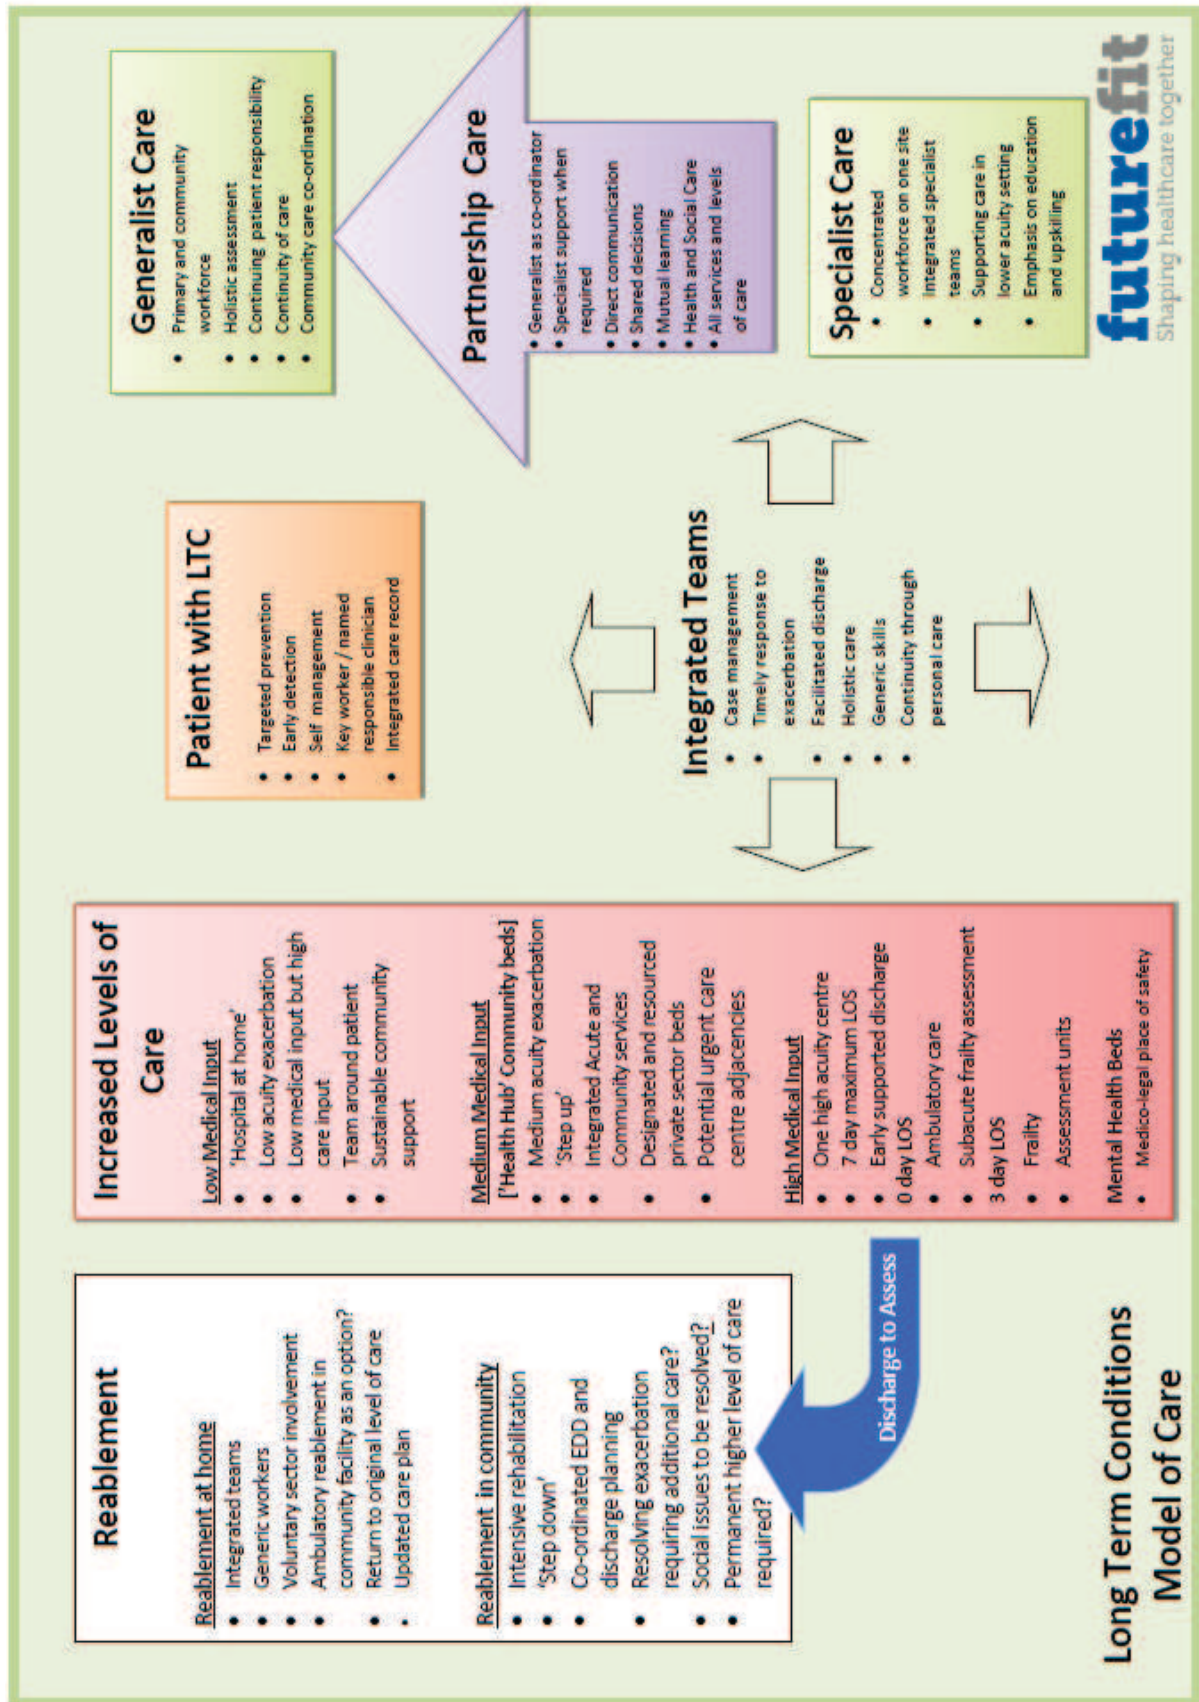 Reablement
Reablement at home
• Integrated teams
• Generic workers
• Voluntary sector involvement
• Ambulatory reablement in
community facility as an option?
• Return to original level of care
• Updated care plan
Reablement in community
• Intensive rehabilitation
• 'Step down'
• Co-ordinated EDD and
discharge planning
• Resolving exacerbation
requiring additional care?
• Social issues to be resolved?
• Permanent higher level of care
required?
Discharge to Assess
Long Term Conditions
Model of Care
Increased Levels of
Care
Low Medical Input
• 'Hospital at home'
• Low acuity exacerbation
• Low medical input but high
care input
• Team around patient
• Sustainable community
support
Medium Medical Input
['Health Hub' Community beds]
• Medium acuity exacerbation
• 'Step up'
• Integrated Acute and
Community services
• Designated and resourced
private sector beds
• Potential urgent care
centre adjacencies
High Medical Input
• One high acuity centre
• 7 day maximum LOS
• Early supported discharge
0 day LOS
• Ambulatory care
• Subacute frailty assessment
3 day LOS
• Frailty
• Assessment units
Mental Health Beds
• Medico-legal place of safety
Patient with LTC
• Targeted prevention
• Early detection
• Self management
• Key worker / named
responsible clinician
• Integrated care record
Integrated Teams
• Case management
• Timely response to
exacerbation
• Facilitated discharge
• Holistic care
• Generic skills
• Continuity through
personal care
Generalist Care
• Primary and community
workforce
• Holistic assessment
• Continuing patient responsibility
• Continuity of care
• Community care co-ordination
Partnership Care
• Generalist as co-ordinator
• Specialist support when
required
• Direct communication
• Shared decisions
• Mutual learning
• Health and Social Care
• All services and levels
of care
Specialist Care
• Concentrated
workforce on one site
• Integrated specialist
teams
• Supporting care in
lower acuity setting
• Emphasis on education
and upskilling
futurefit
Shaping healthcare together